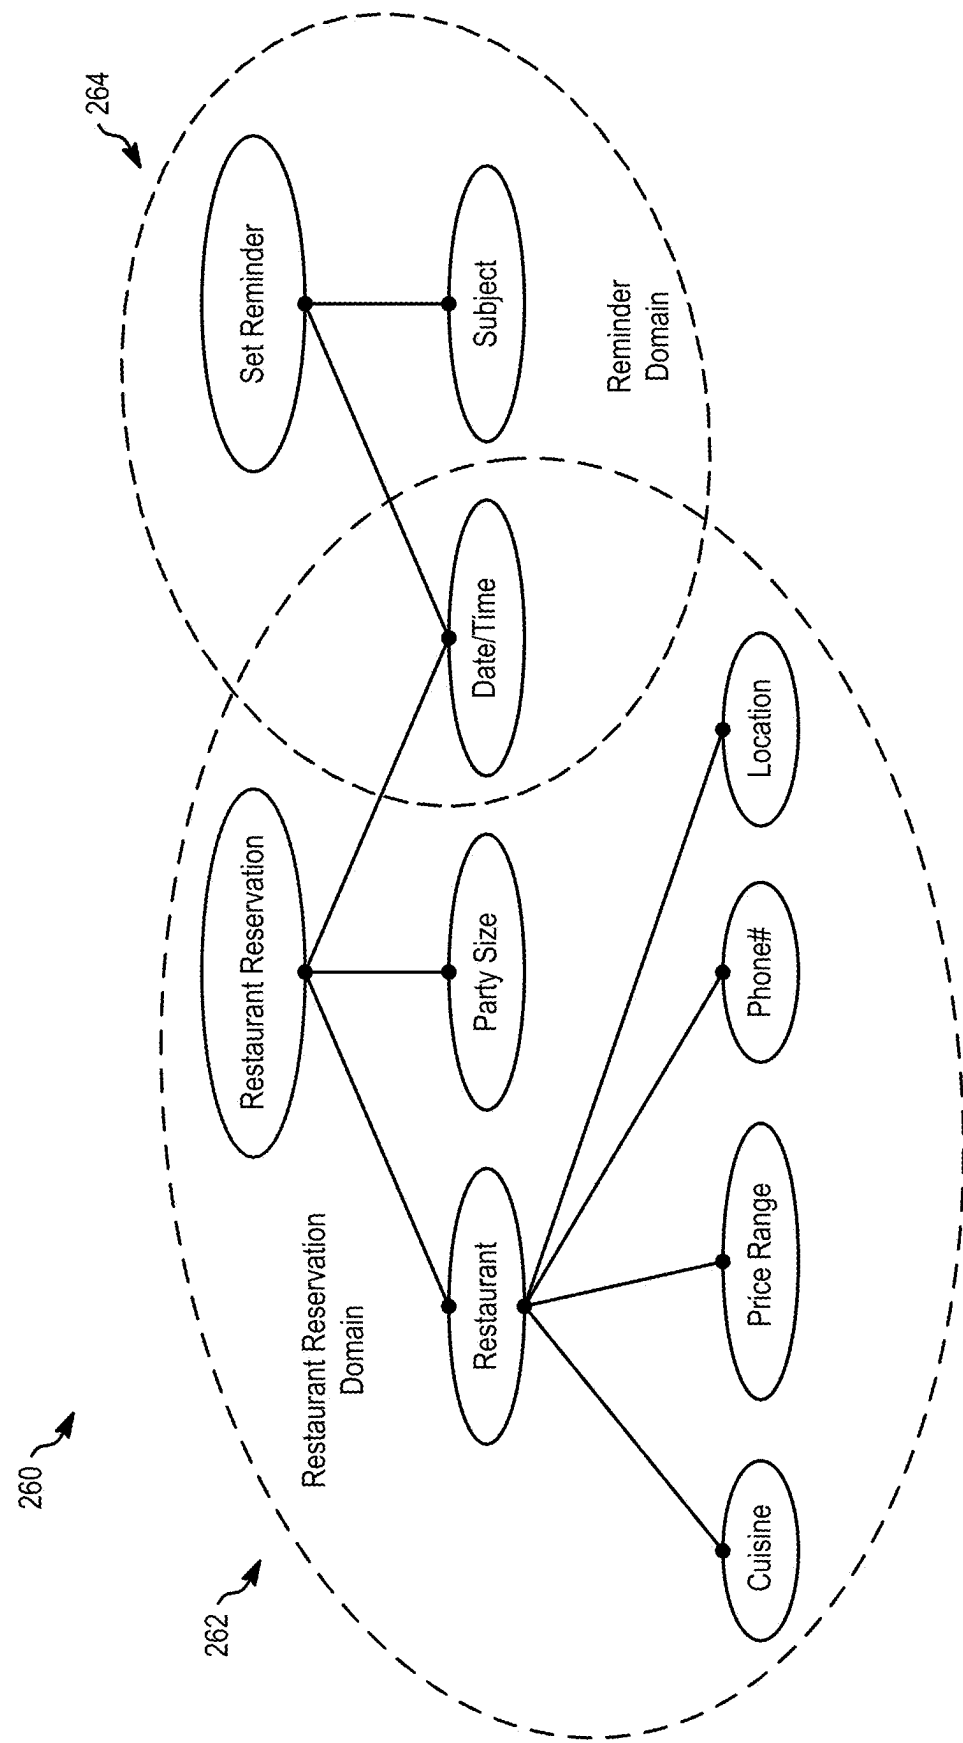 260
262
264
Restaurant Reservation
Domain
Restaurant Reservation
Set Reminder
Restaurant
Party Size
Date/Time
Subject
Reminder
Domain
Cuisine
Price Range
Phone#
Location